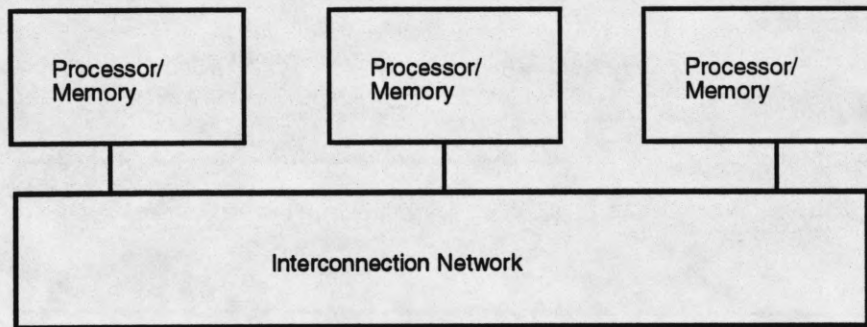 Processor/
Memory
Processor/
Memory
Processor/
Memory
Interconnection Network